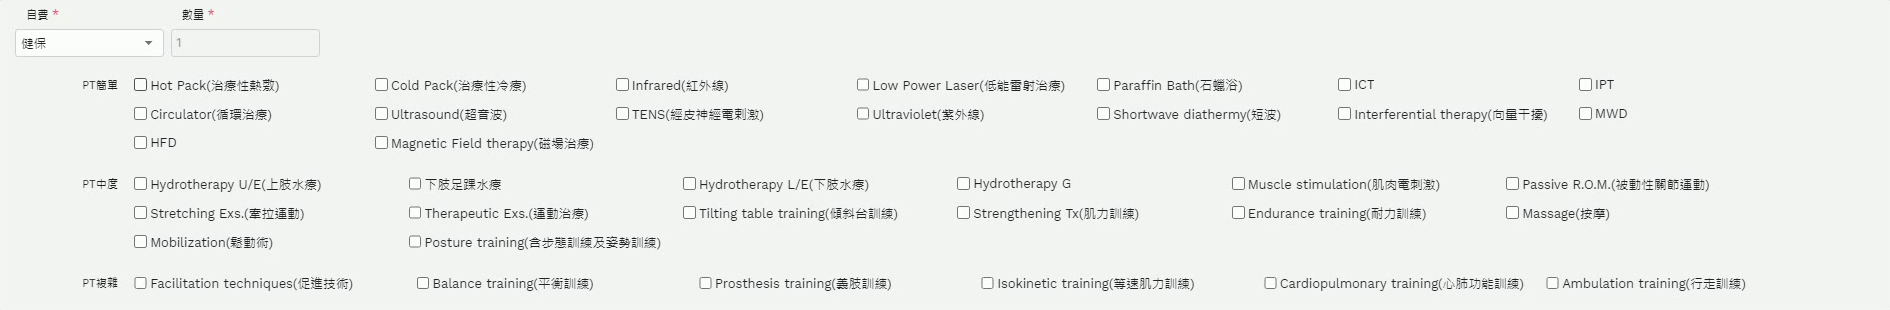 自費 * 數量 *
健保 1
PT簡單 Hot Pack(治療性熱敷) Cold Pack(治療性冷療) Infrared(紅外線) Low Power Laser(低能雷射治療) Paraffin Bath(石蠟浴) ICT IPT
Circulator(循環治療) Ultrasound(超音波) TENS(經皮神經電刺激) Ultraviolet(紫外線) Shortwave diathermy(短波) Interferential therapy(向量干擾) MWD
HFD Magnetic Field therapy(磁場治療)
PT中度 Hydrotherapy U/E(上肢水療) 下肢足踝水療 Hydrotherapy L/E(下肢水療) Hydrotherapy G Muscle stimulation(肌肉電刺激) Passive R.O.M.(被動性關節運動)
Stretching Exs.(牽拉運動) Therapeutic Exs.(運動治療) Tilting table training(傾斜台訓練) Strengthening Tx(肌力訓練) Endurance training(耐力訓練) Massage(按摩)
Mobilization(鬆動術) Posture training(含步態訓練及姿勢訓練)
PT複雜 Facilitation techniques(促進技術) Balance training(平衡訓練) Prosthesis training(義肢訓練) Isokinetic training(等速肌力訓練) Cardiopulmonary training(心肺功能訓練) Ambulation training(行走訓練)